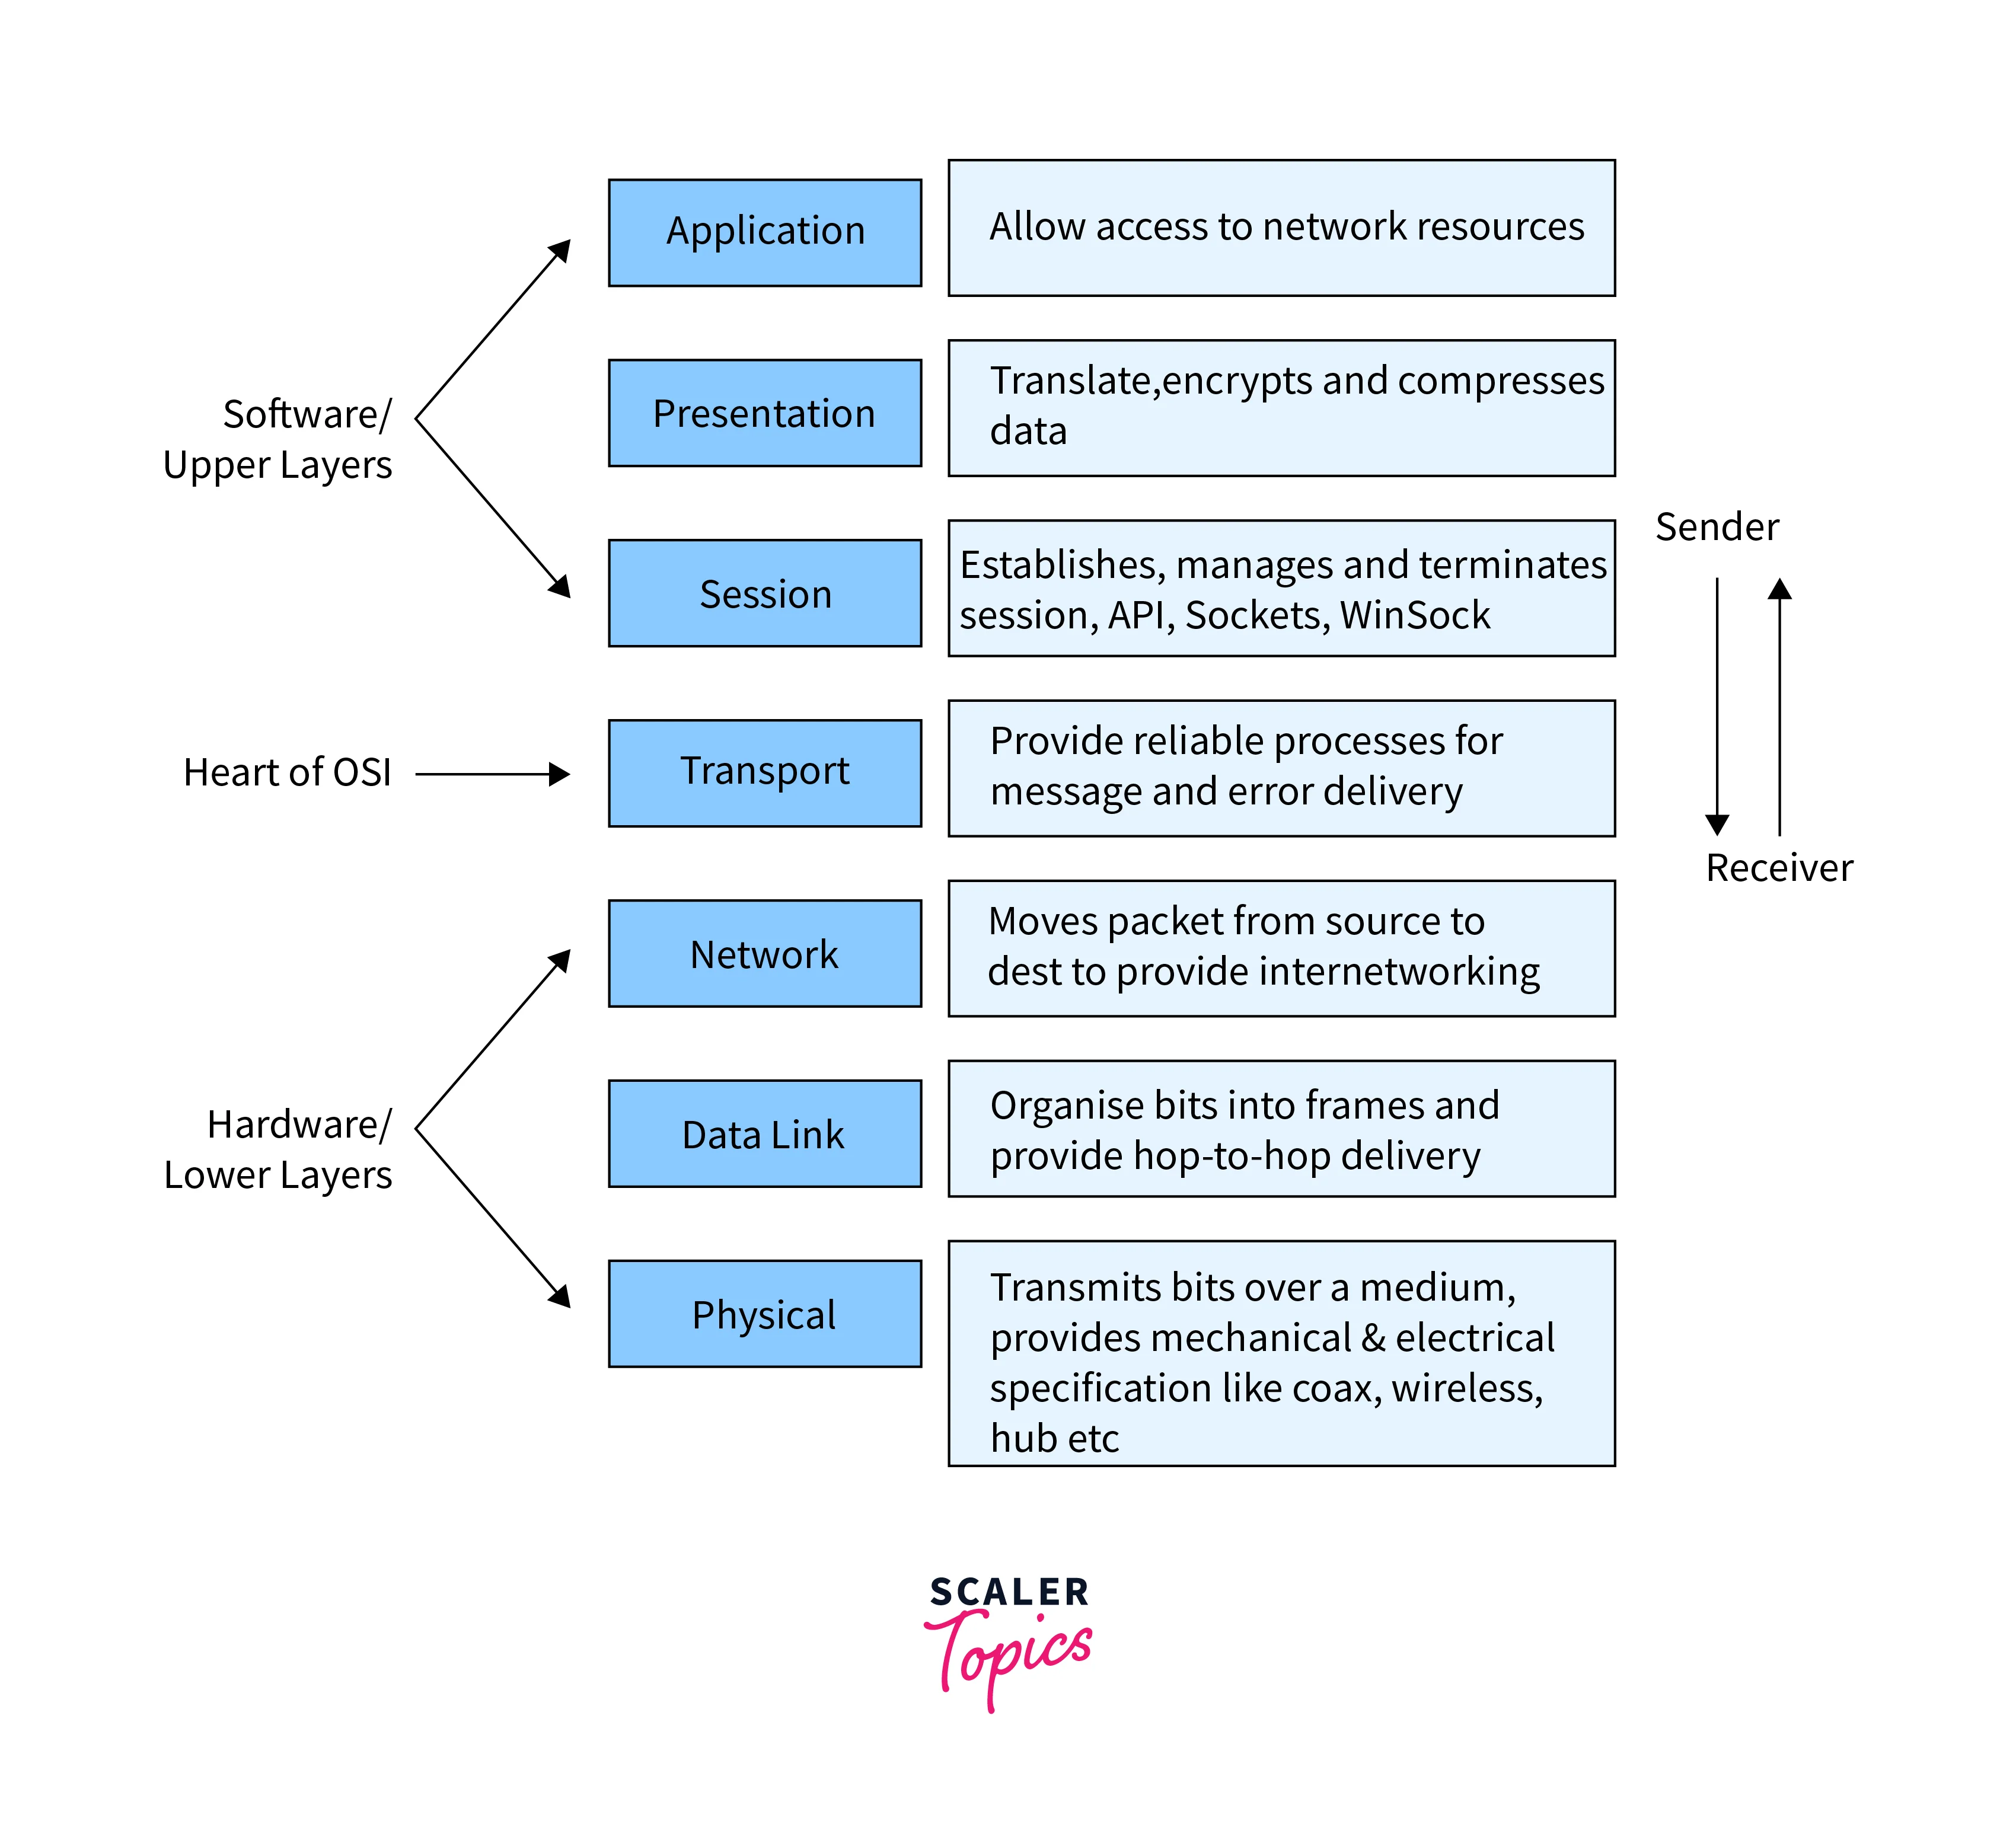 Application
Allow access to network resources
Software/
Upper Layers
Presentation
Translate,encrypts and compresses
data
Session
Establishes, manages and terminates
session, API, Sockets, WinSock
Sender
Heart of OSI
Transport
Provide reliable processes for
message and error delivery
Receiver
Network
Moves packet from source to
dest to provide internetworking
Hardware/
Lower Layers
Data Link
Organise bits into frames and
provide hop-to-hop delivery
Physical
Transmits bits over a medium,
provides mechanical & electrical
specification like coax, wireless,
hub etc
SCALER
Topics